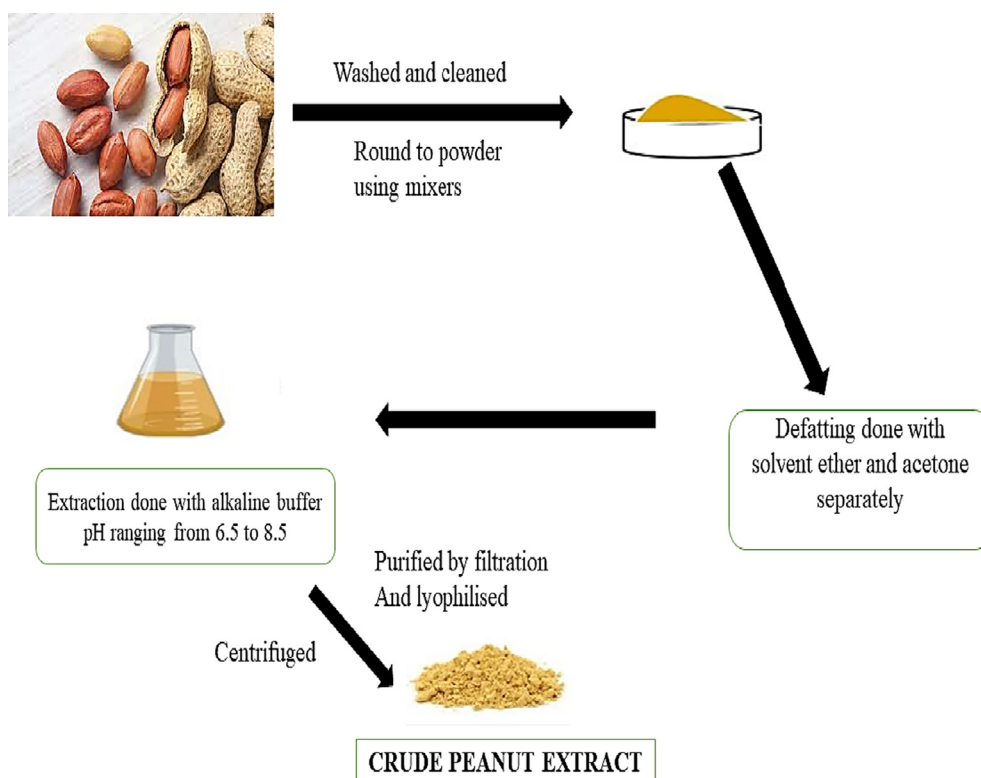 Washed and cleaned
Round to powder
using mixers
Defatting done with
solvent ether and acetone
separately
Extraction done with alkaline buffer
pH ranging from 6.5 to 8.5
Purified by filtration
And lyophilised
Centrifuged
CRUDE PEANUT EXTRACT